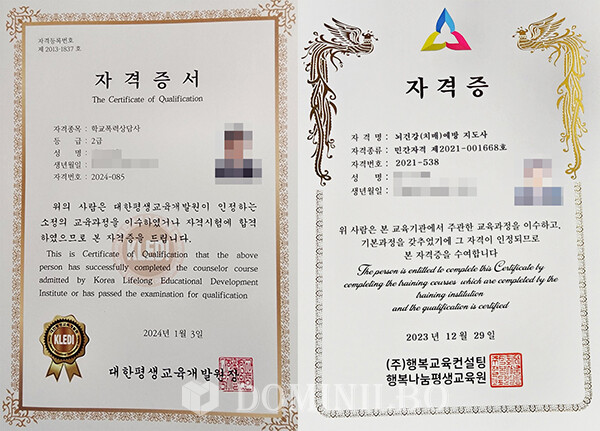 자격등록번호
제 2013-1837 호
자격증서
The Certificate of Qualification
자격종목 : 학교폭력상담사
등 급 : 2급
성 명 :
생년월일 :
자격번호 : 2024-085
위의 사람은 대한평생교육개발원이 인정하는
소정의 교육과정을 이수하였거나 자격시험에 합격
하였으므로 본 자격증을 드립니다.
This is Certificate of Qualification that the above
person has successfully completed the counselor course
admitted by Korea Lifelong Educational Development
Institute or has passed the examination for qualification
2024년 1월 3일
KLEDI
KLEDI
대한평생교육개발원장
자격증
자 격 명 : 뇌건강(치매)예방 지도사
자격종류 : 민간자격 제2021-001668호
자격번호 : 2021-538
성 명 :
생년월일 :
위 사람은 본 교육기관에서 주관한 교육과정을 이수하고,
기본과정을 갖추었기에 그 자격이 인정되므로
본 자격증을 수여합니다
The person is entitled to complete this Certificate by
completing the training courses which are completed by the
training institution
and the qualification is certified
2023 년 12 월 29 일
(주)행복교육컨설팅
행복나눔평생교육원
DOMINILBO